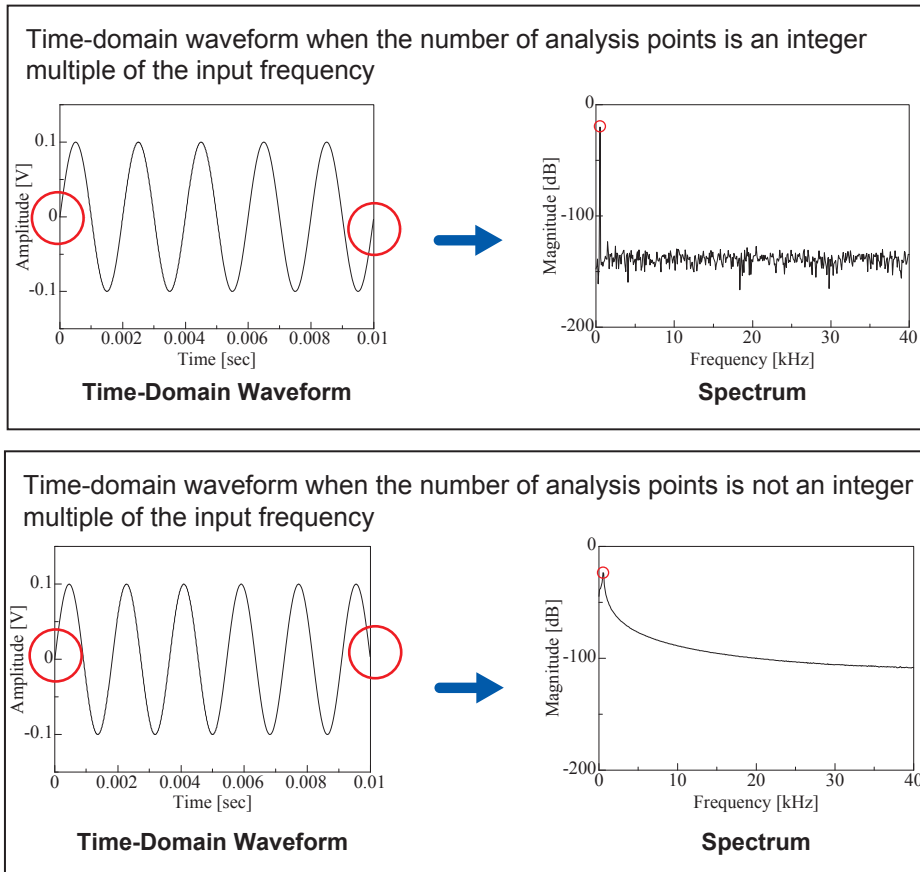 Time-domain waveform when the number of analysis points is an integer
multiple of the input frequency
Amplitude [V]
0.1
0
-0.1
0 0.002 0.004 0.006 0.008 0.01
Time [sec]
Time-Domain Waveform
Magnitude [dB]
0
-100
-200
0 10 20 30 40
Frequency [kHz]
Spectrum
Time-domain waveform when the number of analysis points is not an integer
multiple of the input frequency
Amplitude [V]
0.1
0
-0.1
0 0.002 0.004 0.006 0.008 0.01
Time [sec]
Time-Domain Waveform
Magnitude [dB]
0
-100
-200
0 10 20 30 40
Frequency [kHz]
Spectrum